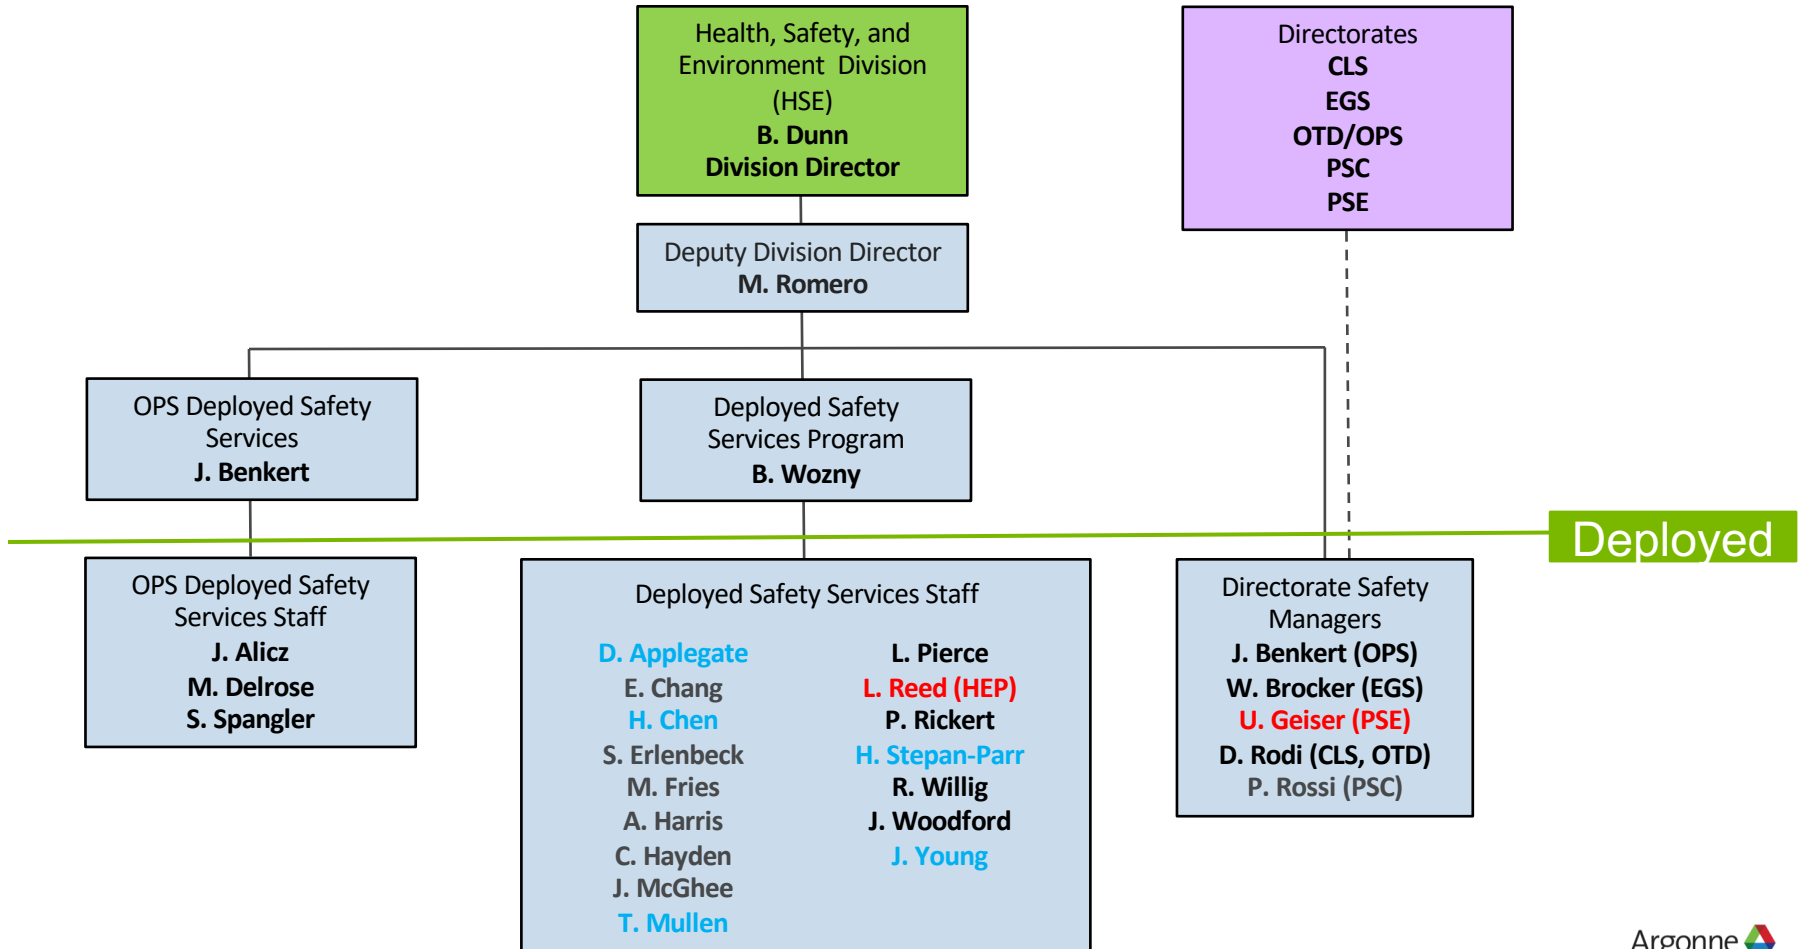 Health, Safety, and
Environment Division
(HSE)
B. Dunn
Division Director
Directorates
CLS
EGS
OTD/OPS
PSC
PSE
Deputy Division Director
M. Romero
OPS Deployed Safety
Services
J. Benkert
Deployed Safety
Services Program
B. Wozny
Deployed
OPS Deployed Safety
Services Staff
J. Alicz
M. Delrose
S. Spangler
Deployed Safety Services Staff
D. Applegate
E. Chang
H. Chen
S. Erlenbeck
M. Fries
A. Harris
C. Hayden
J. McGhee
T. Mullen
L. Pierce
L. Reed (HEP)
P. Rickert
H. Stepan-Parr
R. Willig
J. Woodford
J. Young
Directorate Safety
Managers
J. Benkert (OPS)
W. Brocker (EGS)
U. Geiser (PSE)
D. Rodi (CLS, OTD)
P. Rossi (PSC)
Argonne